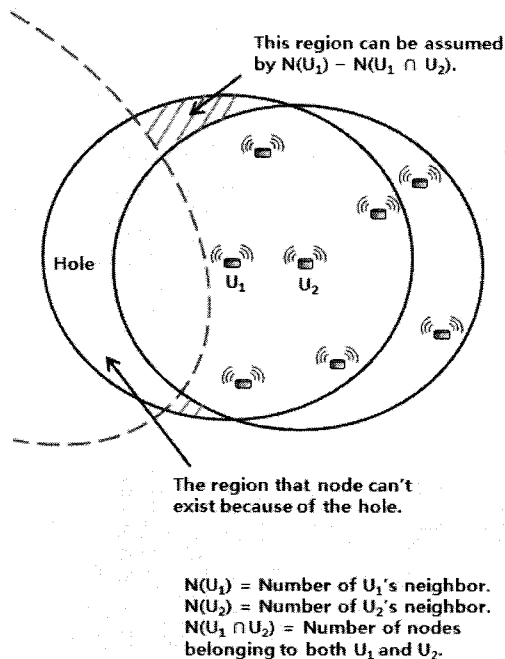 This region can be assumed
by N(U₁) – N(U₁ ∩ U₂).
Hole
U₁
U₂
The region that node can't
exist because of the hole.
N(U₁) = Number of U₁'s neighbor.
N(U₂) = Number of U₂'s neighbor.
N(U₁ ∩ U₂) = Number of nodes
belonging to both U₁ and U₂.